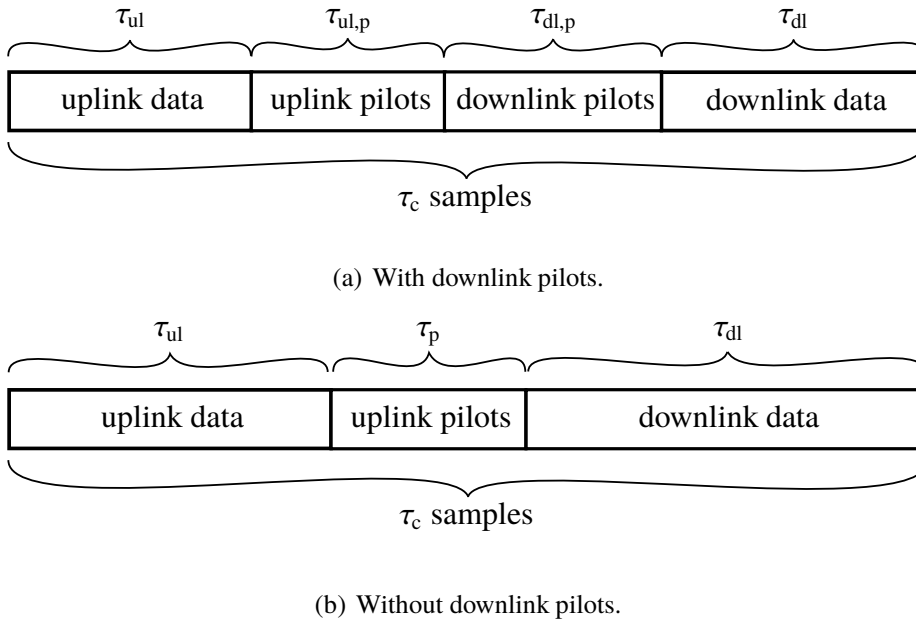 τul τul,p τdl,p τdl
uplink data uplink pilots downlink pilots downlink data
τc samples
(a) With downlink pilots.
τul τp τdl
uplink data uplink pilots downlink data
τc samples
(b) Without downlink pilots.